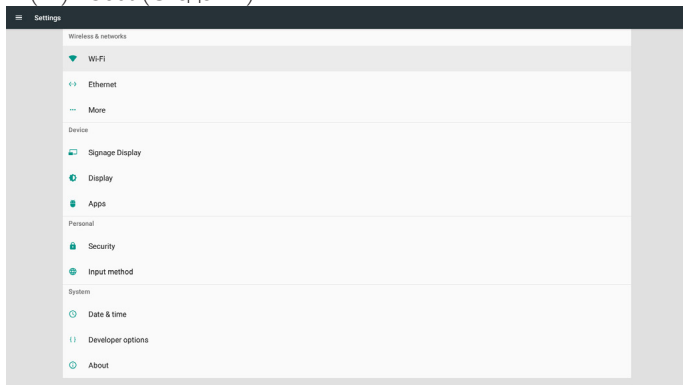 Settings
Wireless & networks
Wi-Fi
Ethernet
More
Device
Signage Display
Display
Apps
Personal
Security
Input method
System
Date & time
Developer options
About